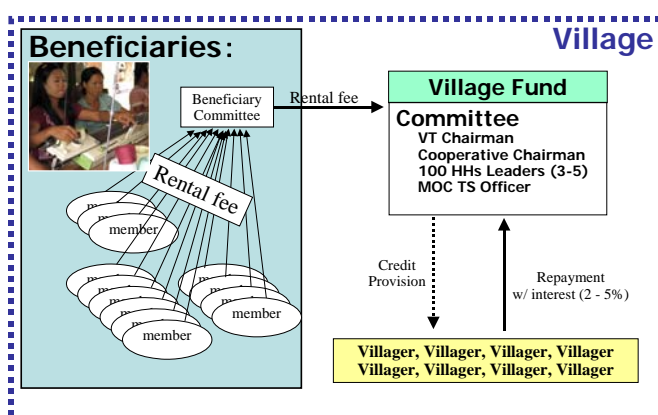 Beneficiaries:
Village
Beneficiary
Committee
Rental fee
Village Fund
Committee
VT Chairman
Cooperative Chairman
100 HHs Leaders (3-5)
MOC TS Officer
Rental fee
member
member
member
Credit
Provision
Repayment
w/ interest (2 - 5%)
Villager, Villager, Villager, Villager
Villager, Villager, Villager, Villager